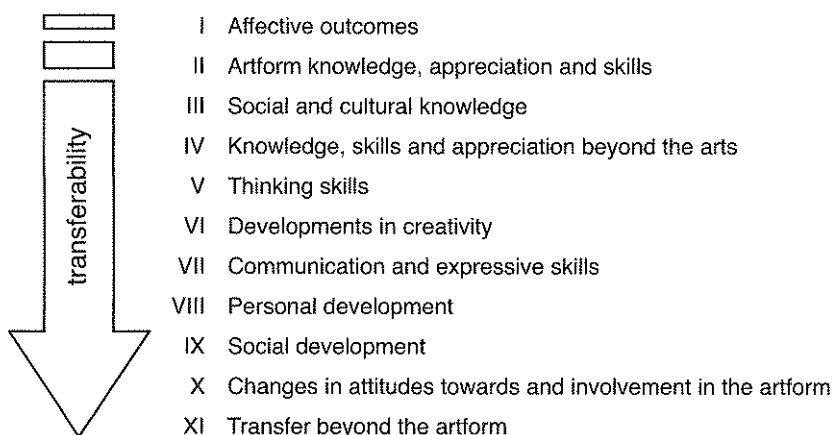 transferability
I Affective outcomes
II Artform knowledge, appreciation and skills
III Social and cultural knowledge
IV Knowledge, skills and appreciation beyond the arts
V Thinking skills
VI Developments in creativity
VII Communication and expressive skills
VIII Personal development
IX Social development
X Changes in attitudes towards and involvement in the artform
XI Transfer beyond the artform